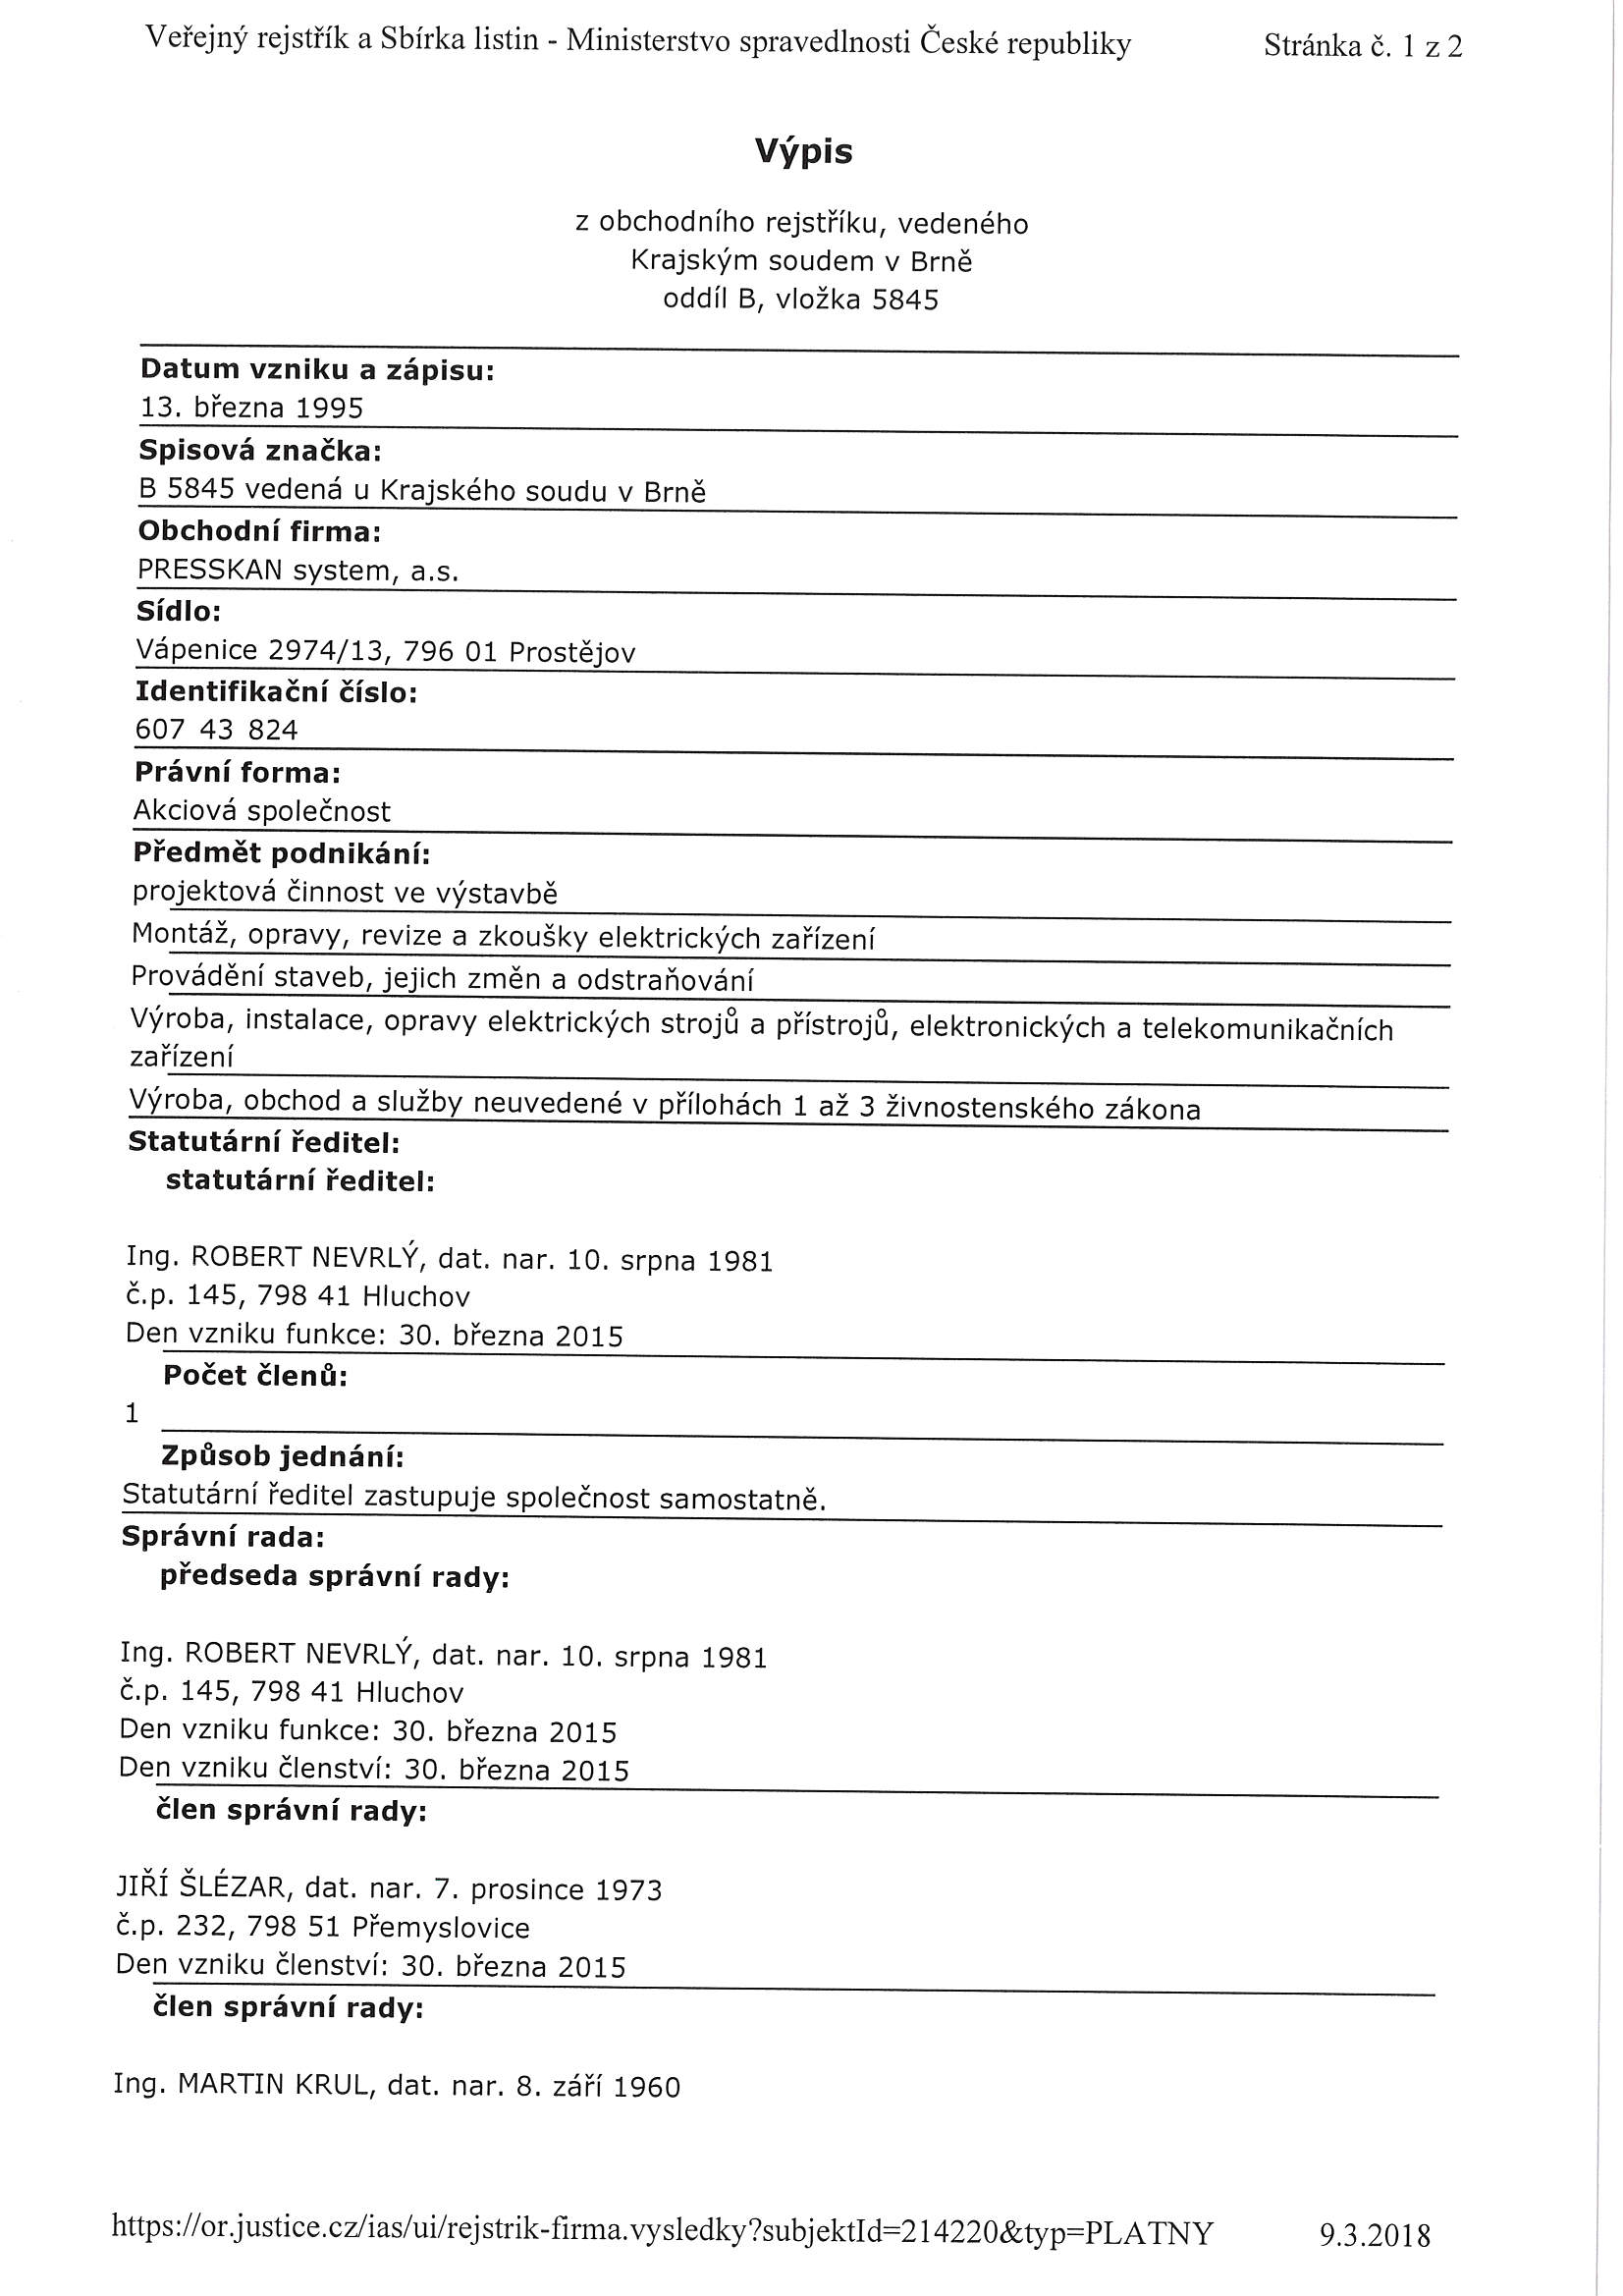 Veřejný rejstřík a Sbírka listin - Ministerstvo spravedlnosti České republiky Stránka č. 1 z 2
Výpis
z obchodního rejstříku, vedeného
Krajským soudem v Brně
oddíl B, vložka 5845
Datum vzniku a zápisu:
13. března 1995
Spisová značka:
B 5845 vedená u Krajského soudu v Brně
Obchodní firma:
PRESSKAN system, a.s.
Sídlo:
Vápenice 2974/13, 796 01 Prostějov
Identifikační číslo:
607 43 824
Právní forma:
Akciová společnost
Předmět podnikání:
projektová činnost ve výstavbě
Montáž, opravy, revize a zkoušky elektrických zařízení
Provádění staveb, jejich změn a odstraňování
Výroba, instalace, opravy elektrických strojů a přístrojů, elektronických a telekomunikačních
zařízení
Výroba, obchod a služby neuvedené v přílohách 1 až 3 živnostenského zákona
Statutární ředitel:
statutární ředitel:
Ing. ROBERT NEVRLÝ, dat. nar. 10. srpna 1981
č.p. 145, 798 41 Hluchov
Den vzniku funkce: 30. března 2015
Počet členů:
1
Způsob jednání:
Statutární ředitel zastupuje společnost samostatně.
Správní rada:
předseda správní rady:
Ing. ROBERT NEVRLÝ, dat. nar. 10. srpna 1981
č.p. 145, 798 41 Hluchov
Den vzniku funkce: 30. března 2015
Den vzniku členství: 30. března 2015
člen správní rady:
JIŘÍ ŠLÉZAR, dat. nar. 7. prosince 1973
č.p. 232, 798 51 Přemyslovice
Den vzniku členství: 30. března 2015
člen správní rady:
Ing. MARTIN KRUL, dat. nar. 8. září 1960
https://or.justice.cz/ias/ui/rejstrik-firma.vysledky?subjektId=214220&typ=PLATNY 9.3.2018